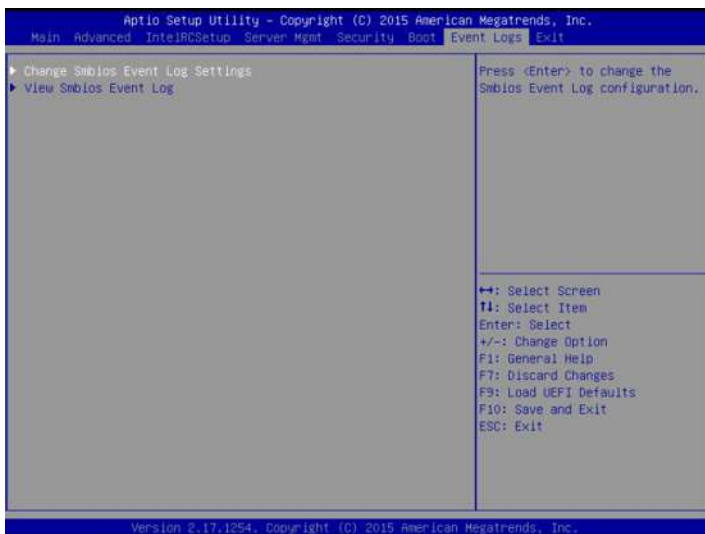 Aptio Setup Utility – Copyright (C) 2015 American Megatrends, Inc.
Main Advanced IntelRCSetup Server Mgmt Security Boot Event Logs Exit
▶ Change Smbios Event Log Settings
▶ View Smbios Event Log
Press <Enter> to change the
Smbios Event Log configuration.
↔: Select Screen
↑↓: Select Item
Enter: Select
+/-: Change Option
F1: General Help
F7: Discard Changes
F9: Load UEFI Defaults
F10: Save and Exit
ESC: Exit
Version 2.17.1254. Copyright (C) 2015 American Megatrends, Inc.